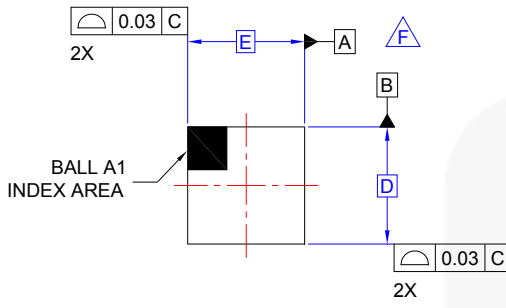 ⌓ 0.03 C
2X
E
A
F
B
BALL A1
INDEX AREA
D
⌓ 0.03 C
2X